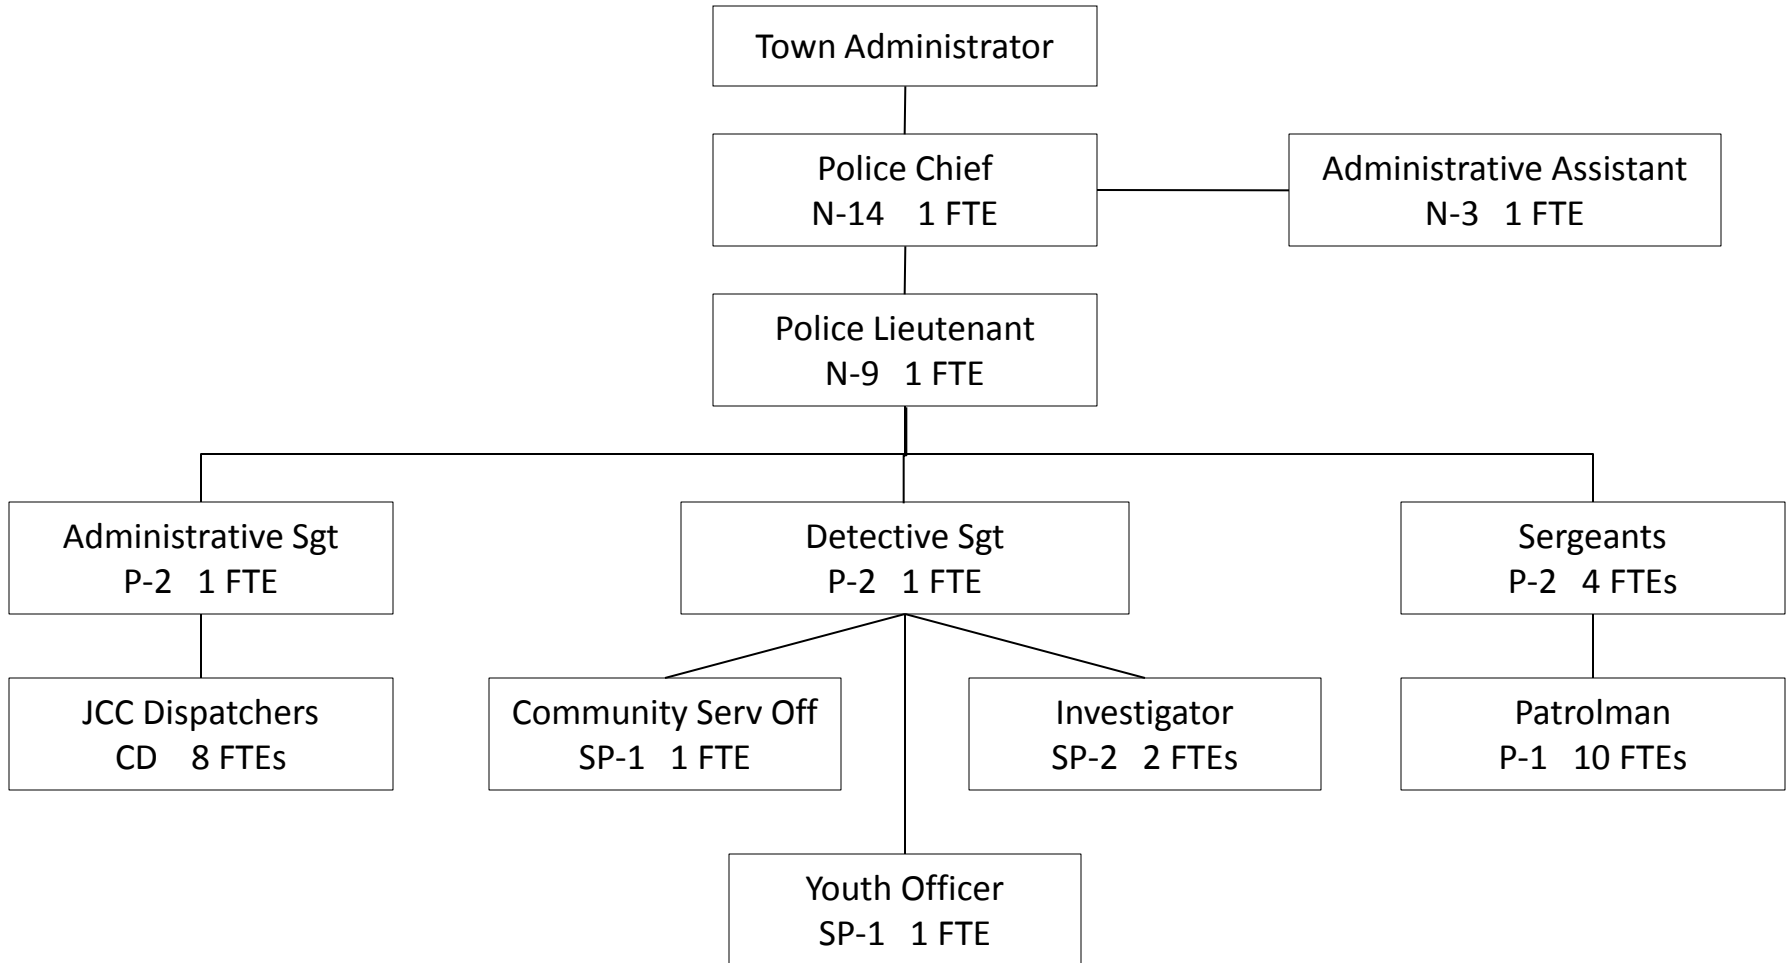 Town Administrator
Police Chief
N-14 1 FTE
Administrative Assistant
N-3 1 FTE
Police Lieutenant
N-9 1 FTE
Administrative Sgt
P-2 1 FTE
Detective Sgt
P-2 1 FTE
Sergeants
P-2 4 FTEs
JCC Dispatchers
CD 8 FTEs
Community Serv Off
SP-1 1 FTE
Investigator
SP-2 2 FTEs
Patrolman
P-1 10 FTEs
Youth Officer
SP-1 1 FTE